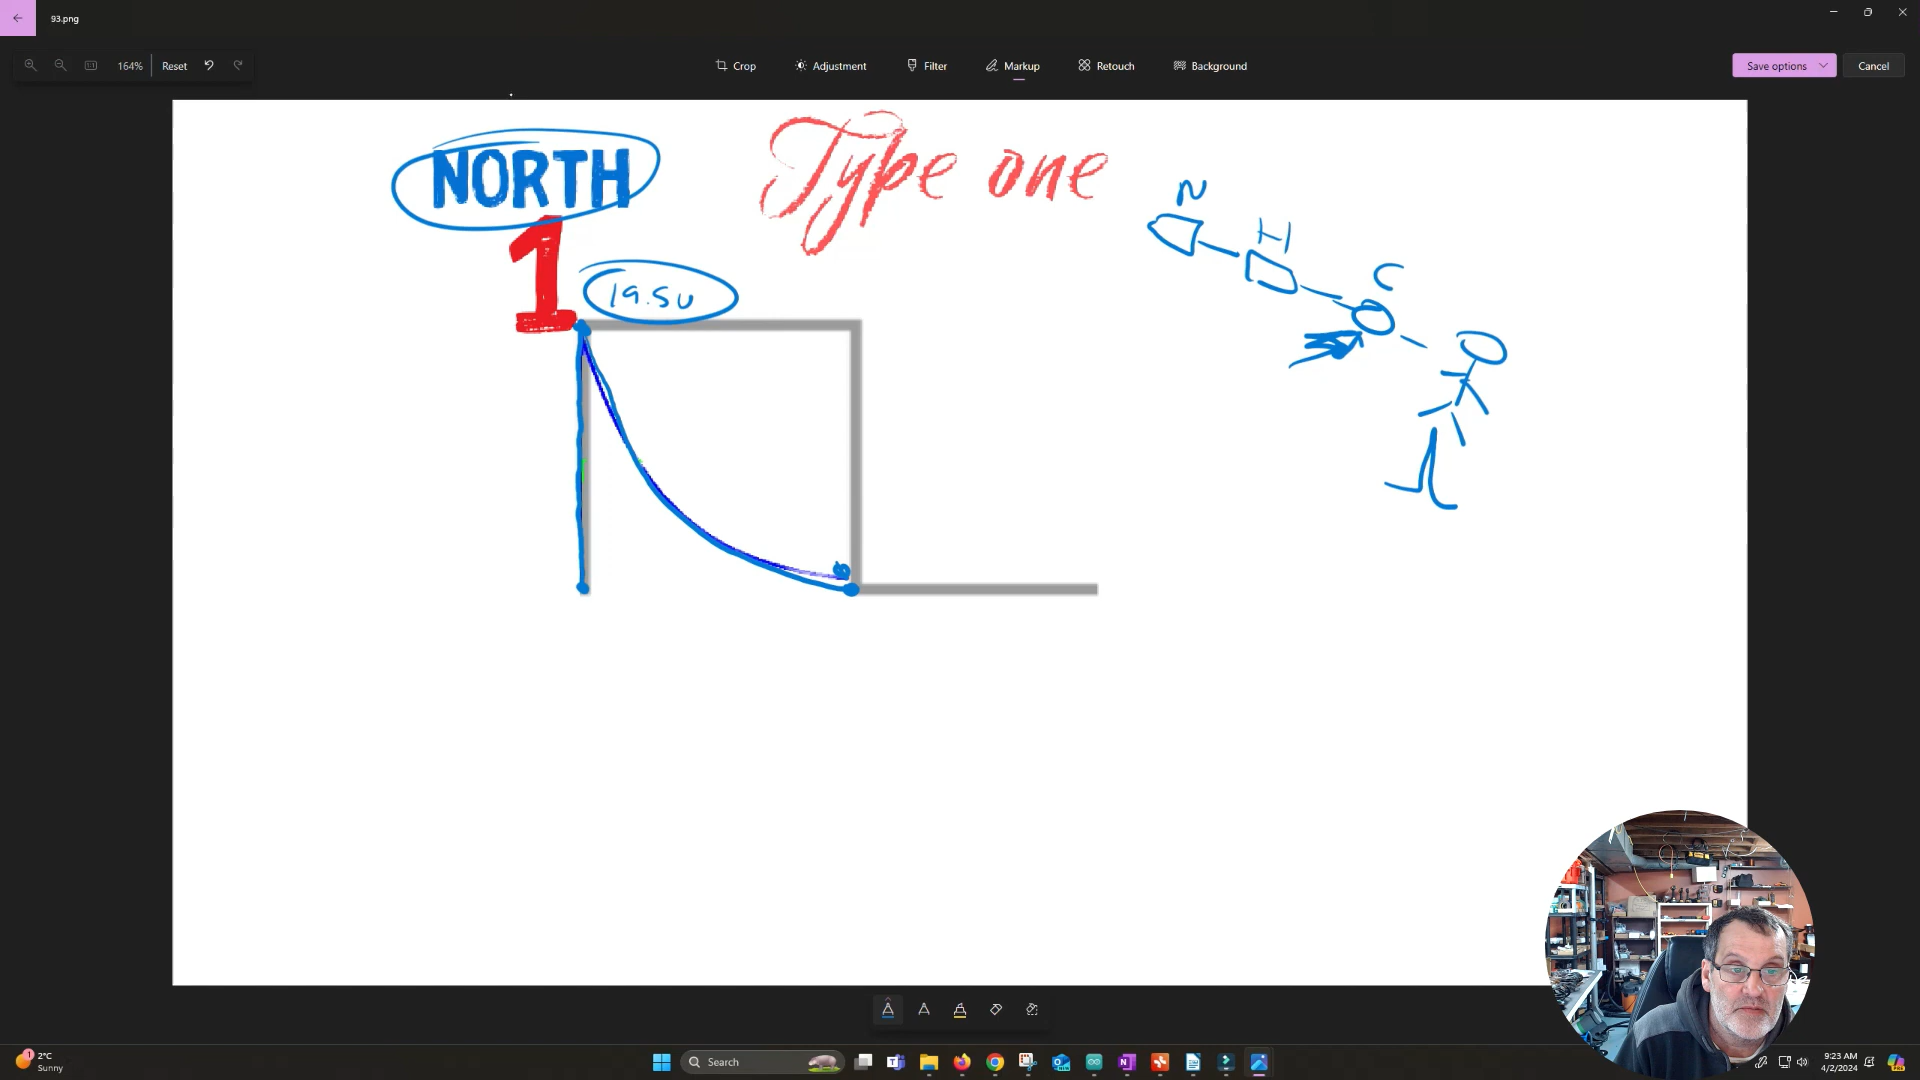 93.png
164%
Reset
Crop
Adjustment
Filter
Markup
Retouch
Background
Save options
Cancel
NORTH
Type one
1
19.5u
N
H
C
1
2°C
Sunny
Search
9:23 AM
4/2/2024